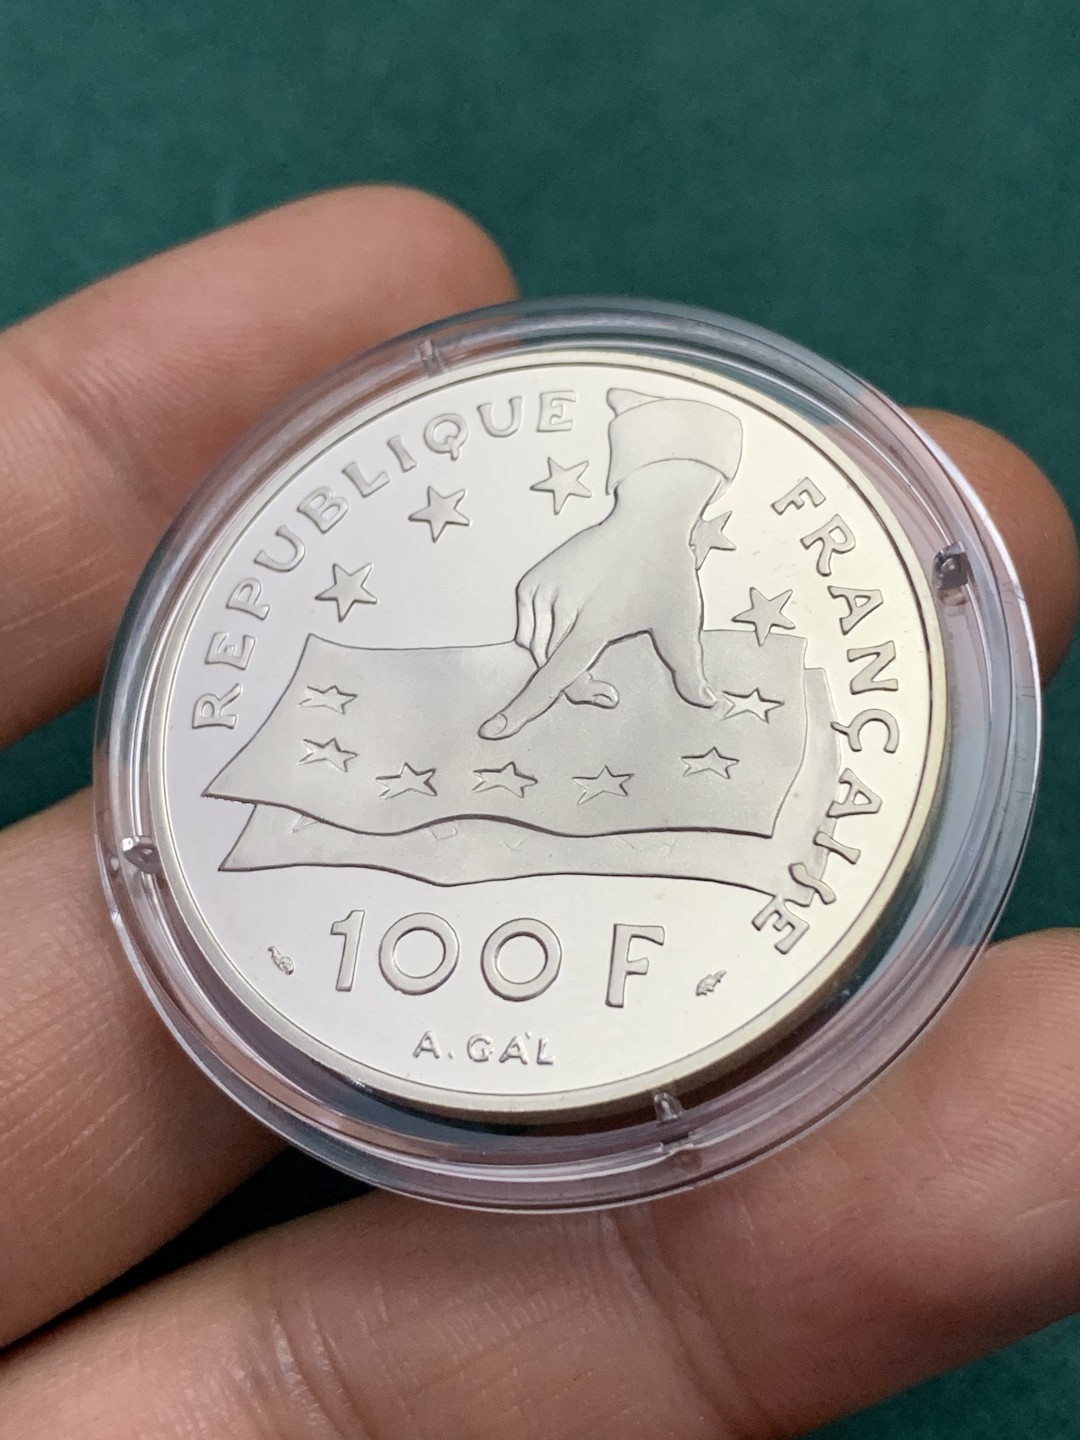 REPUBLIQUE FRANÇAISE
100 F
A. GAL